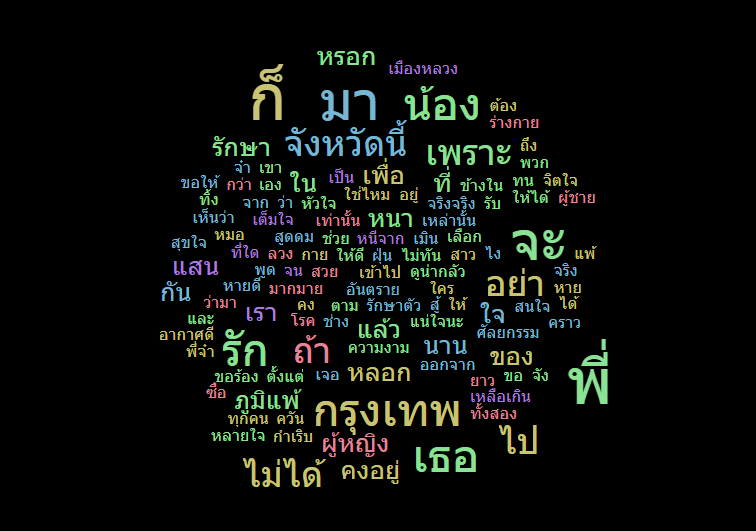 หรอก เมืองหลวง
ก็ มา น้อง ต้อง
ร่างกาย
รักษา จังหวัดนี้ เพราะ ถึง
จำ เขา เพื่อ พวก
ขอให้ กว่า เอง ใน เป็น ที่ ข้างใน ทน จิตใจ
ทิ้ง จาก ว่า หัวใจ ใช่ไหม อยู่ จริงจริง รับ ให้ได้ ผู้ชาย
เห็นว่า เต็มใจ เท่านั้น หนา เหล่านั้น
สุขใจ หมอ สุดดม ช่วย หนีจาก เมิน เลือก จะ
ที่ใด ลวง กาย ให้ดี ฝุ่น ไม่ทัน สาว ไง แพ้
แสน พูด จน สวย เข้าไป ดูน่ากลัว จริง
กัน หายดี มากมาย อันตราย ใคร อย่า หาย
ว่ามา เรา คง ตาม รักษาตัว สู้ ให้ ใจ สนใจ ได้
และ โรค ช่าง แล้ว แน่ใจนะ ศัลยกรรม คราว
อากาศดี รัก ถ้า ความงาม นาน ของ
พี่จ๋า ออกจาก
ขอร้อง ตั้งแต่ เจอ หลอก ยาว ขอ จัง พี่
ซื่อ ภูมิแพ้ เหลือเกิน
ทุกคน ควัน กรุงเทพ ทั้งสอง
หลายใจ กำเริบ ผู้หญิง เธอ ไป
ไม่ได้ คงอยู่